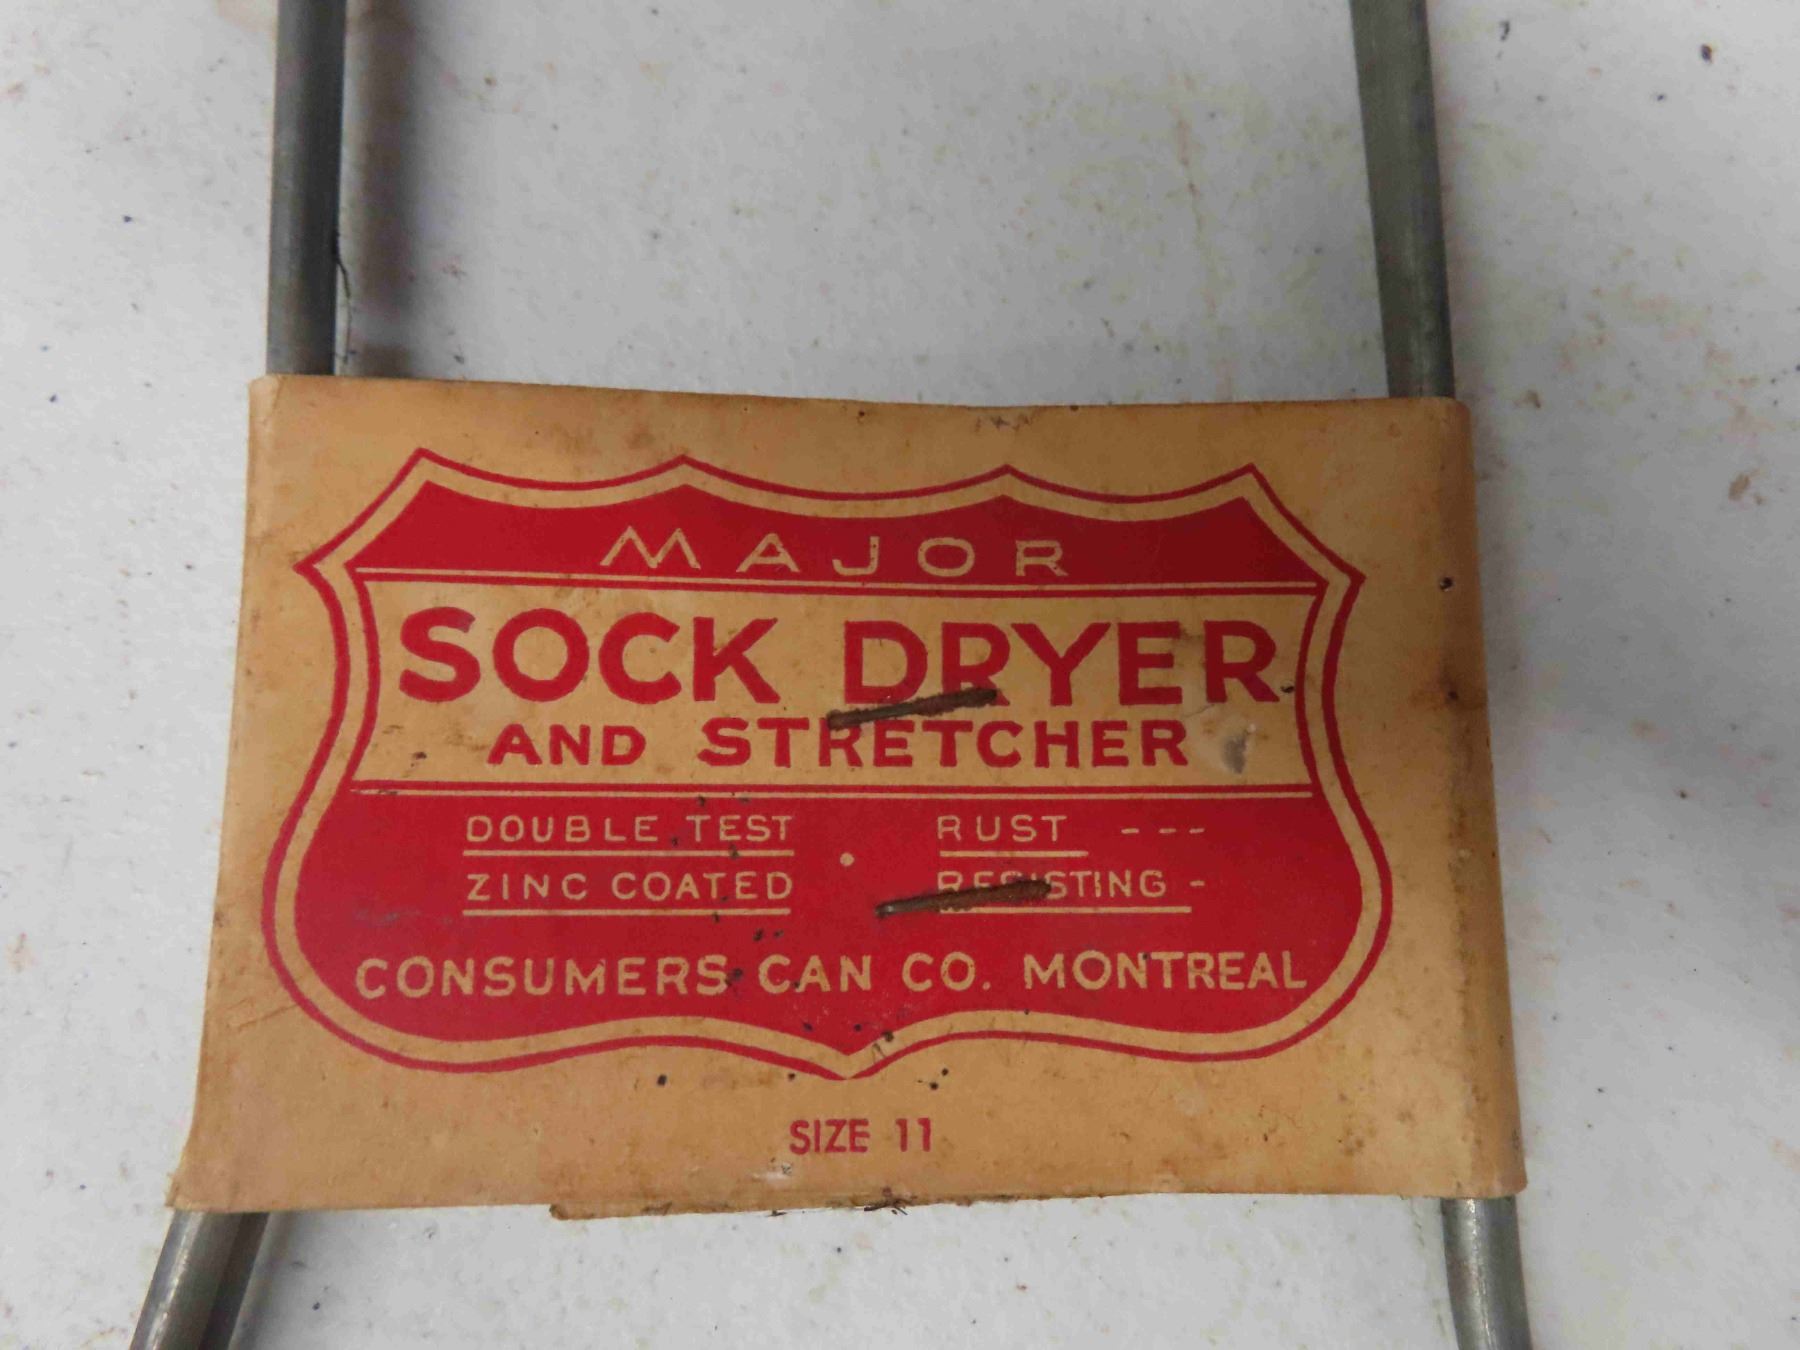 MAJOR
SOCK DRYER
AND STRETCHER
DOUBLE TEST RUST ---
ZINC COATED · RESISTING -
CONSUMERS CAN CO. MONTREAL
SIZE 11